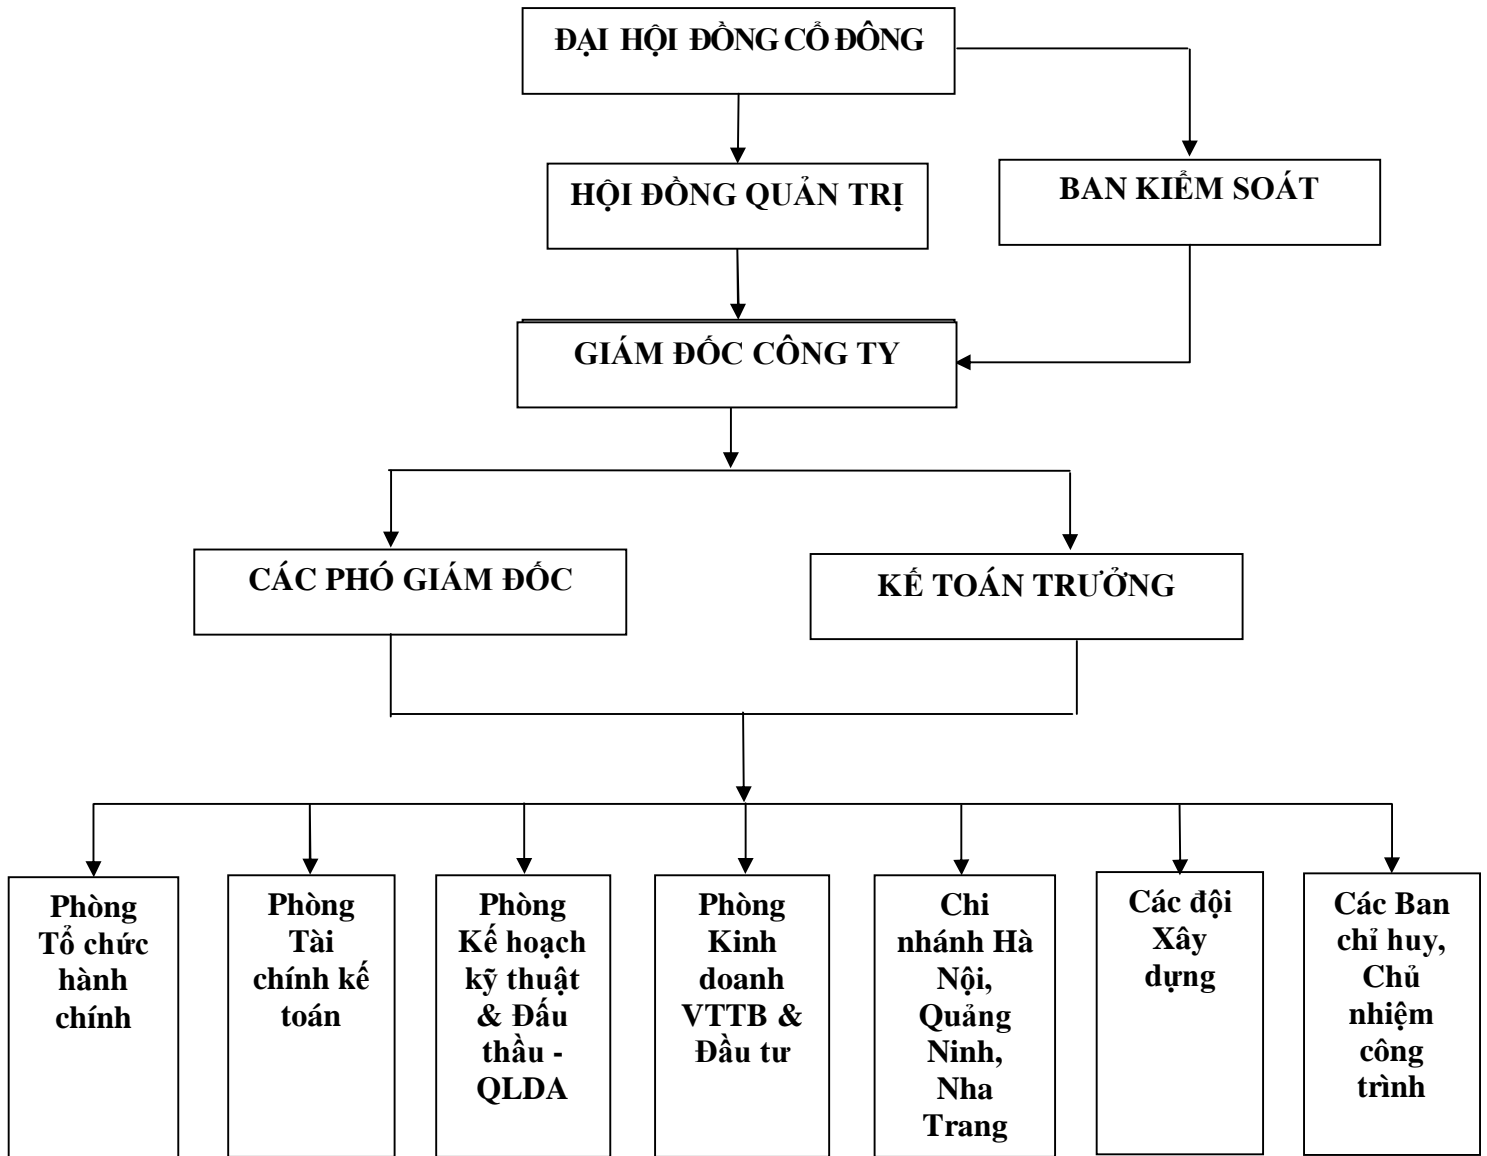 ĐẠI HỘI ĐỒNG CỔ ĐÔNG
HỘI ĐỒNG QUẢN TRỊ
BAN KIỂM SOÁT
GIÁM ĐỐC CÔNG TY
CÁC PHÓ GIÁM ĐỐC
KẾ TOÁN TRƯỞNG
Phòng
Tổ chức
hành
chính
Phòng
Tài
chính kế
toán
Phòng
Kế hoạch
kỹ thuật
& Đấu
thầu -
QLDA
Phòng
Kinh
doanh
VTTB &
Đầu tư
Chi
nhánh Hà
Nội,
Quảng
Ninh,
Nha
Trang
Các đội
Xây
dựng
Các Ban
chỉ huy,
Chủ
nhiệm
công
trình